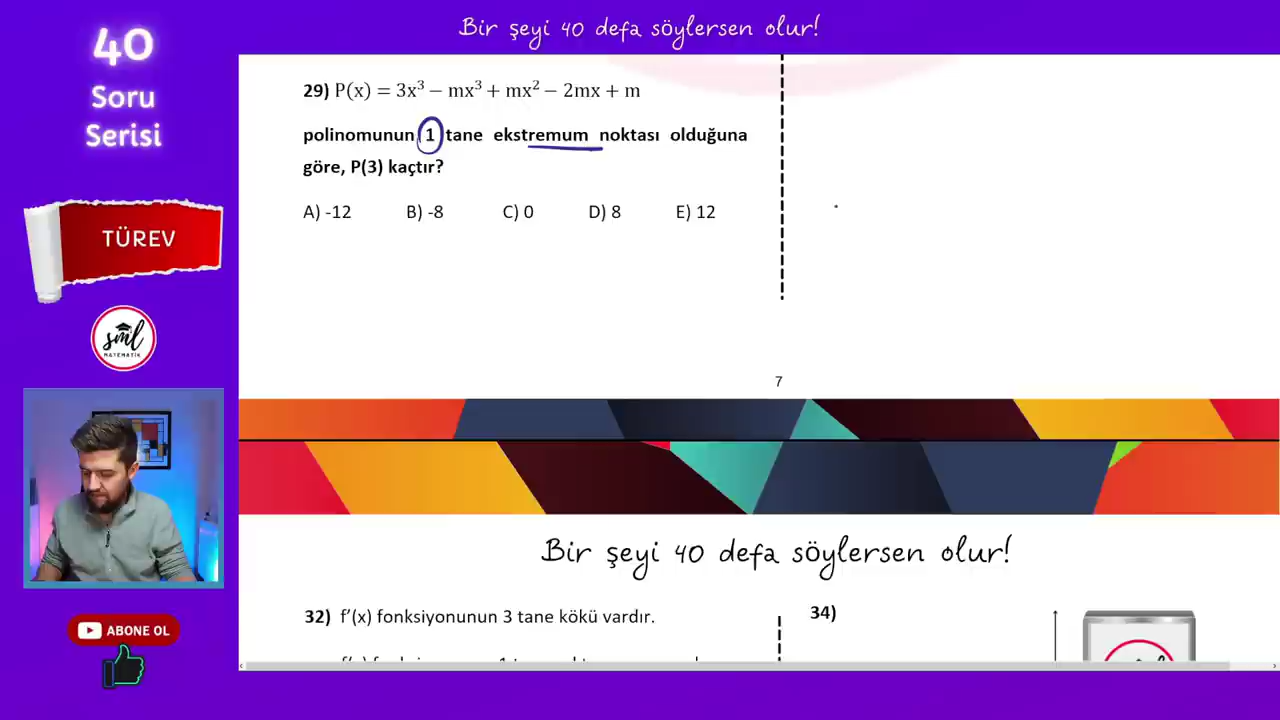 Bir şeyi 40 defa söylersen olur!
40
Soru
Serisi
TÜREV
sml
MATEMATİK
ABONE OL
29) P(x) = 3x³ − mx³ + mx² − 2mx + m
polinomunun 1 tane ekstremum noktası olduğuna
göre, P(3) kaçtır?
A) -12 B) -8 C) 0 D) 8 E) 12
7
Bir şeyi 40 defa söylersen olur!
32) f'(x) fonksiyonunun 3 tane kökü vardır.
34)